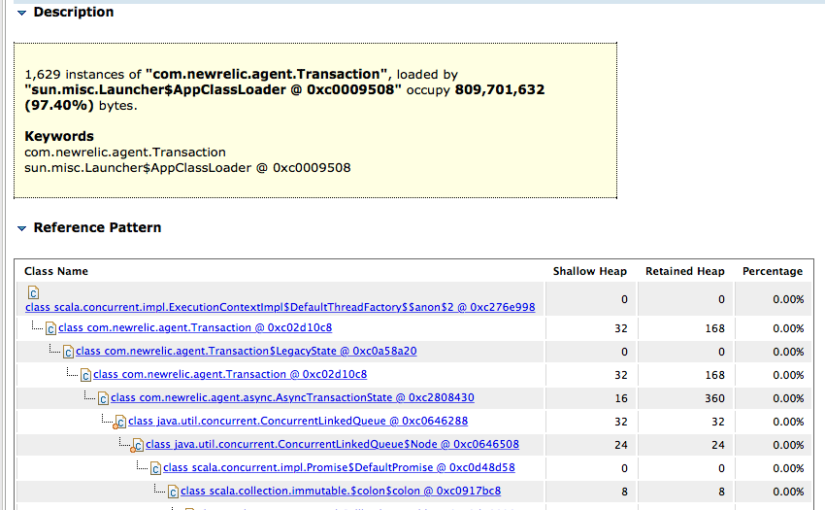 Description
1,629 instances of "com.newrelic.agent.Transaction", loaded by
"sun.misc.Launcher$AppClassLoader @ 0xc0009508" occupy 809,701,632
(97.40%) bytes.
Keywords
com.newrelic.agent.Transaction
sun.misc.Launcher$AppClassLoader @ 0xc0009508
Reference Pattern
Class Name Shallow Heap Retained Heap Percentage
class scala.concurrent.impl.ExecutionContextImpl$DefaultThreadFactory$$anon$2 @ 0xc276e998 0 0 0.00%
class com.newrelic.agent.Transaction @ 0xc02d10c8 32 168 0.00%
class com.newrelic.agent.Transaction$LegacyState @ 0xc0a58a20 0 0 0.00%
class com.newrelic.agent.Transaction @ 0xc02d10c8 32 168 0.00%
class com.newrelic.agent.async.AsyncTransactionState @ 0xc2808430 16 360 0.00%
class java.util.concurrent.ConcurrentLinkedQueue @ 0xc0646288 32 32 0.00%
class java.util.concurrent.ConcurrentLinkedQueue$Node @ 0xc0646508 24 24 0.00%
class scala.concurrent.impl.Promise$DefaultPromise @ 0xc0d48d58 0 0 0.00%
class scala.collection.immutable.$colon$colon @ 0xc0917bc8 8 8 0.00%